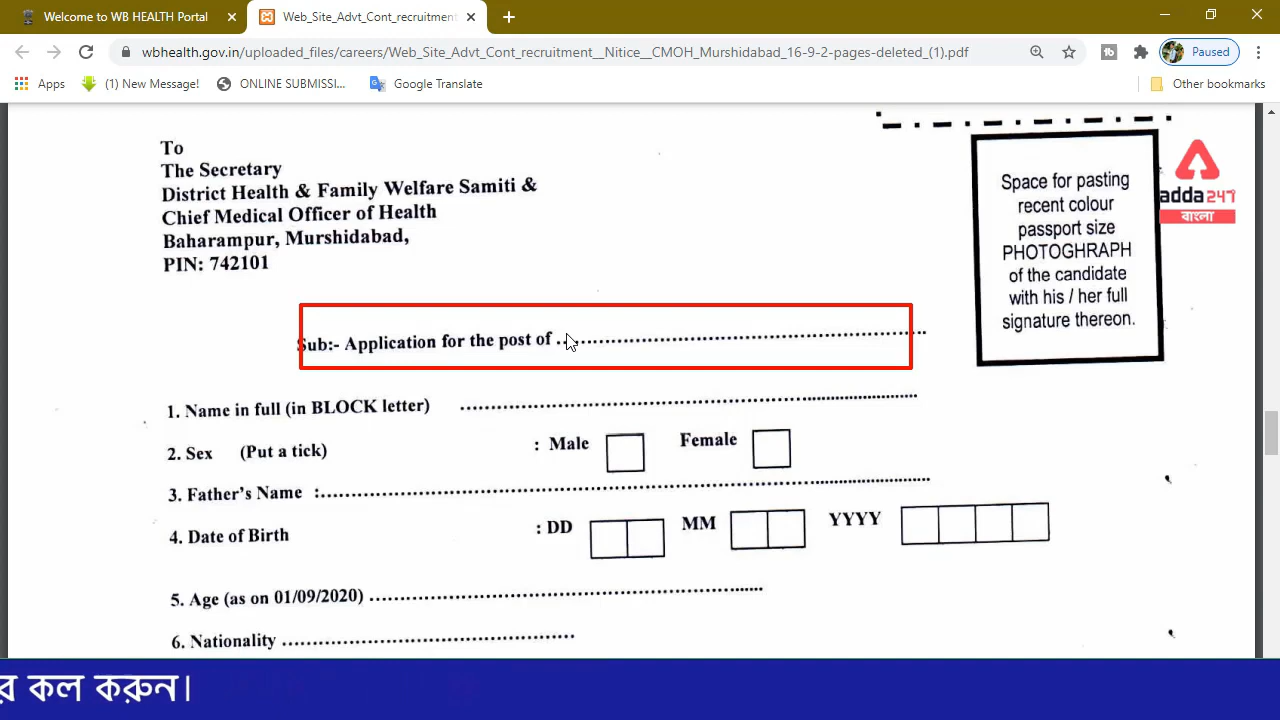 Welcome to WB HEALTH Portal
Web_Site_Advt_Cont_recruitment
wbhealth.gov.in/uploaded_files/careers/Web_Site_Advt_Cont_recruitment__Nitice__CMOH_Murshidabad_16-9-2-pages-deleted_(1).pdf
Paused
Apps
(1) New Message!
ONLINE SUBMISSI...
Google Translate
Other bookmarks
To
The Secretary
District Health & Family Welfare Samiti &
Chief Medical Officer of Health
Baharampur, Murshidabad,
PIN: 742101
Space for pasting
recent colour
passport size
PHOTOGHRAPH
of the candidate
with his / her full
signature thereon.
adda247
বাংলা
Sub:- Application for the post of ................................................
1. Name in full (in BLOCK letter) ................................................
2. Sex (Put a tick) : Male Female
3. Father's Name :................................................
4. Date of Birth : DD MM YYYY
5. Age (as on 01/09/2020) ................................................
6. Nationality ................................................
কল করুন।